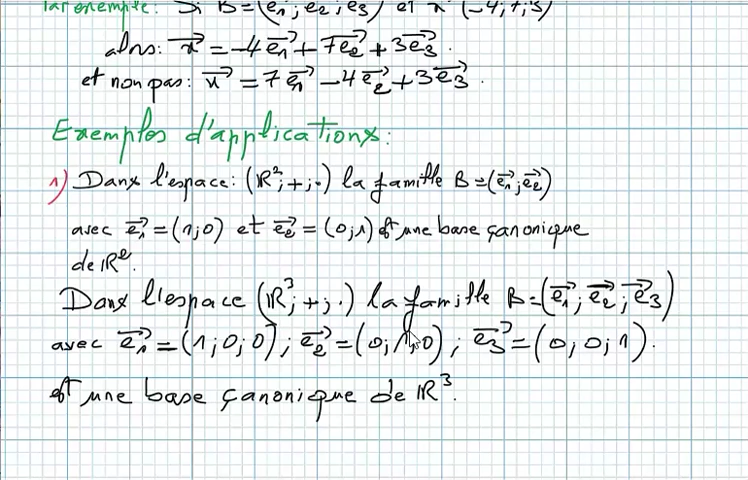 Par exemple: Si B=(e₁⃗; e₂⃗; e₃⃗) et x⃗(-4;7;3)
alors: x⃗=-4e₁⃗+7e₂⃗+3e₃⃗.
et non pas: x⃗=7e₁⃗-4e₂⃗+3e₃⃗.
Exemples d'applications:
1) Dans l'espace: (ℝ²;+;.) la famille B=(e₁⃗;e₂⃗)
avec e₁⃗=(1;0) et e₂⃗=(0;1) est une base canonique
de ℝ².
Dans l'espace (ℝ³;+;.) la famille B=(e₁⃗;e₂⃗;e₃⃗)
avec e₁⃗=(1;0;0); e₂⃗=(0;1;0); e₃⃗=(0;0;1).
est une base canonique de ℝ³.